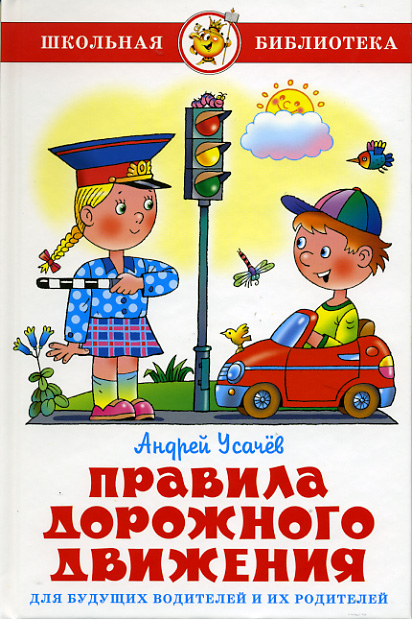 ШКОЛЬНАЯ БИБЛИОТЕКА
Андрей Усачёв
ПРАВИЛА
ДОРОЖНОГО
ДВИЖЕНИЯ
ДЛЯ БУДУЩИХ ВОДИТЕЛЕЙ И ИХ РОДИТЕЛЕЙ